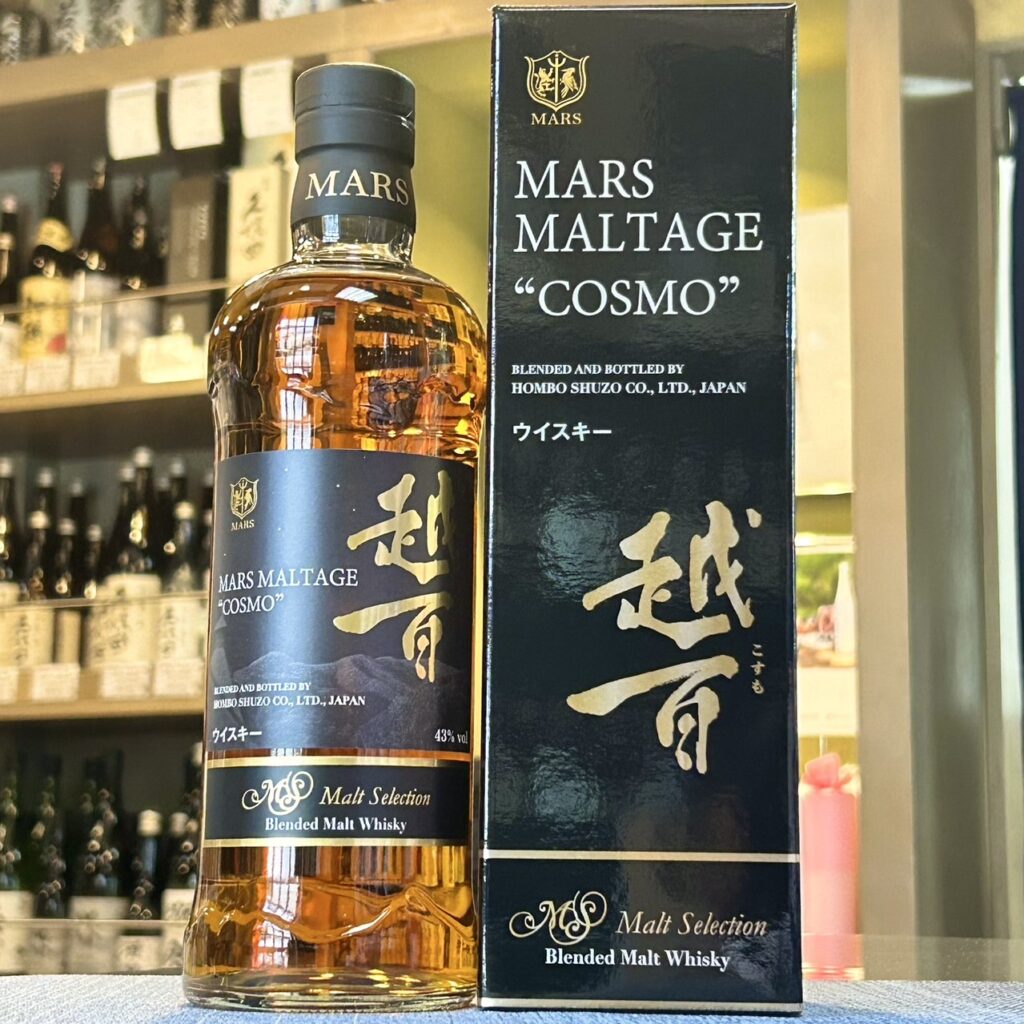 MARS
MARS
MARS MALTAGE
“COSMO”
越百
BLENDED AND BOTTLED BY
HOMBO SHUZO CO., LTD., JAPAN
ウイスキー
43% vol
MS Malt Selection
Blended Malt Whisky
MARS
MARS
MALTAGE
“COSMO”
BLENDED AND BOTTLED BY
HOMBO SHUZO CO., LTD., JAPAN
ウイスキー
越百
こすも
MS Malt Selection
Blended Malt Whisky